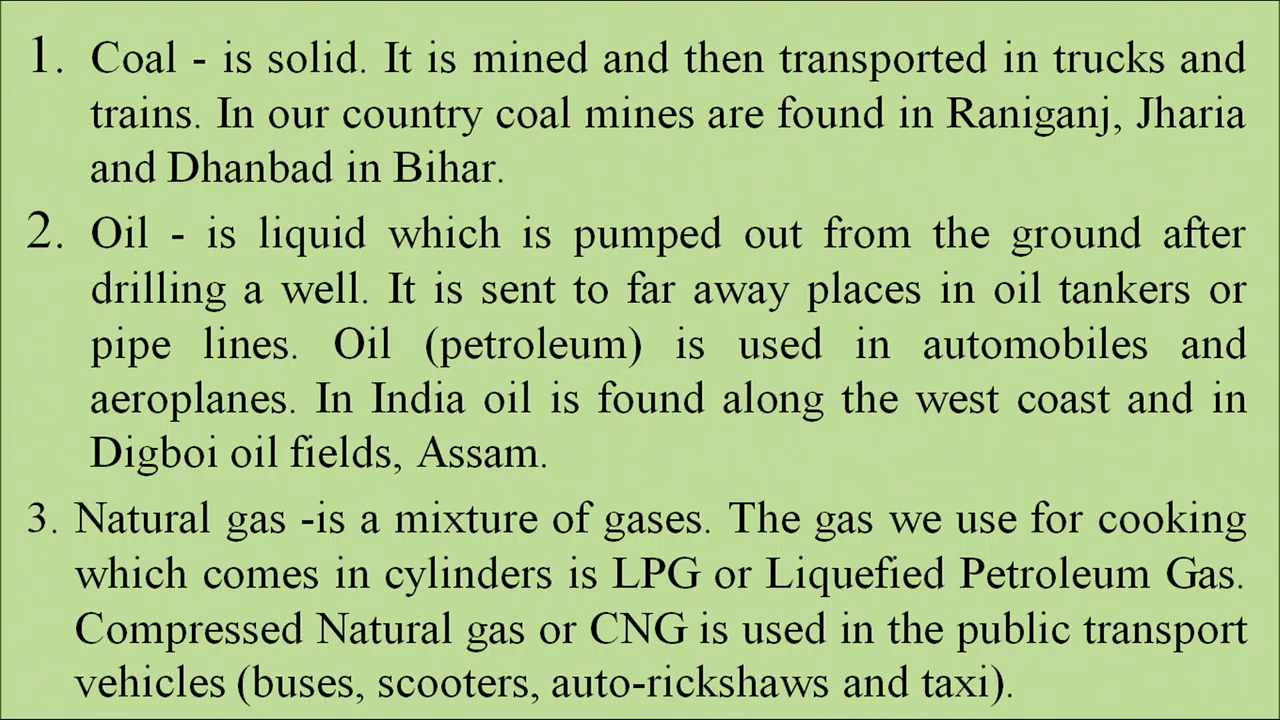 1. Coal - is solid. It is mined and then transported in trucks and
trains. In our country coal mines are found in Raniganj, Jharia
and Dhanbad in Bihar.
2. Oil - is liquid which is pumped out from the ground after
drilling a well. It is sent to far away places in oil tankers or
pipe lines. Oil (petroleum) is used in automobiles and
aeroplanes. In India oil is found along the west coast and in
Digboi oil fields, Assam.
3. Natural gas -is a mixture of gases. The gas we use for cooking
which comes in cylinders is LPG or Liquefied Petroleum Gas.
Compressed Natural gas or CNG is used in the public transport
vehicles (buses, scooters, auto-rickshaws and taxi).